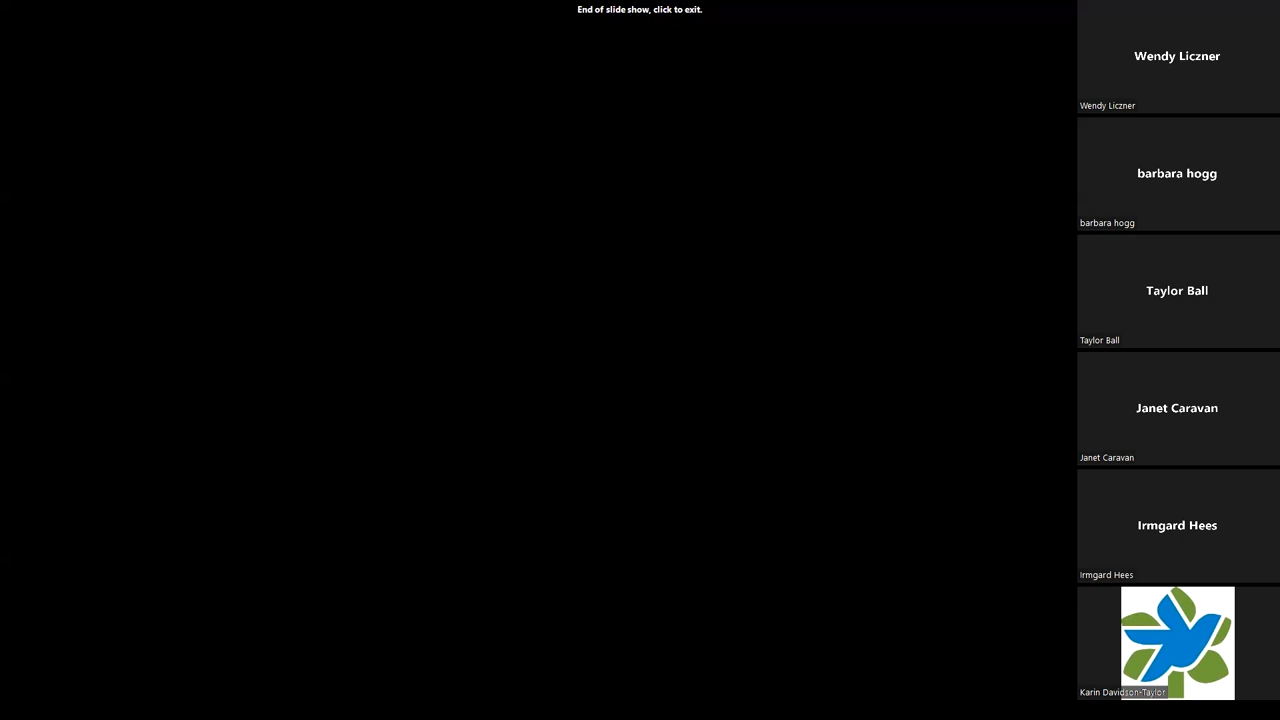 End of slide show, click to exit.
Wendy Liczner
Wendy Liczner
barbara hogg
barbara hogg
Taylor Ball
Taylor Ball
Janet Caravan
Janet Caravan
Irmgard Hees
Irmgard Hees
Karin Davidson-Taylor